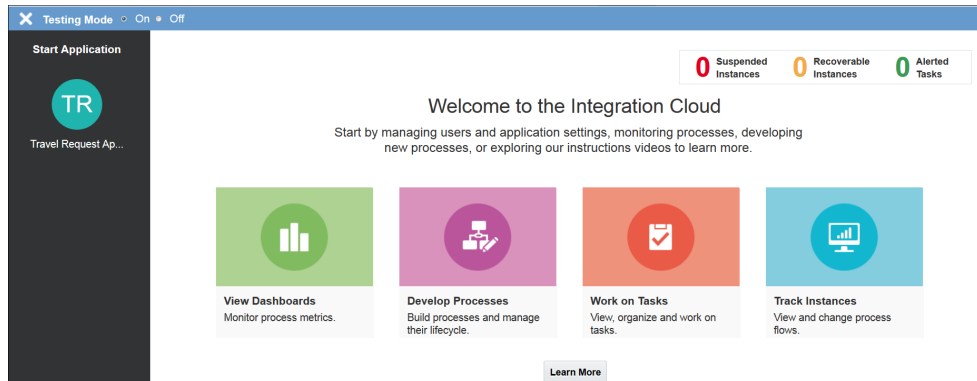 Testing Mode On Off
Start Application
TR
Travel Request Ap...
0 Suspended Instances
0 Recoverable Instances
0 Alerted Tasks
Welcome to the Integration Cloud
Start by managing users and application settings, monitoring processes, developing
new processes, or exploring our instructions videos to learn more.
View Dashboards
Monitor process metrics.
Develop Processes
Build processes and manage
their lifecycle.
Work on Tasks
View, organize and work on
tasks.
Track Instances
View and change process
flows.
Learn More